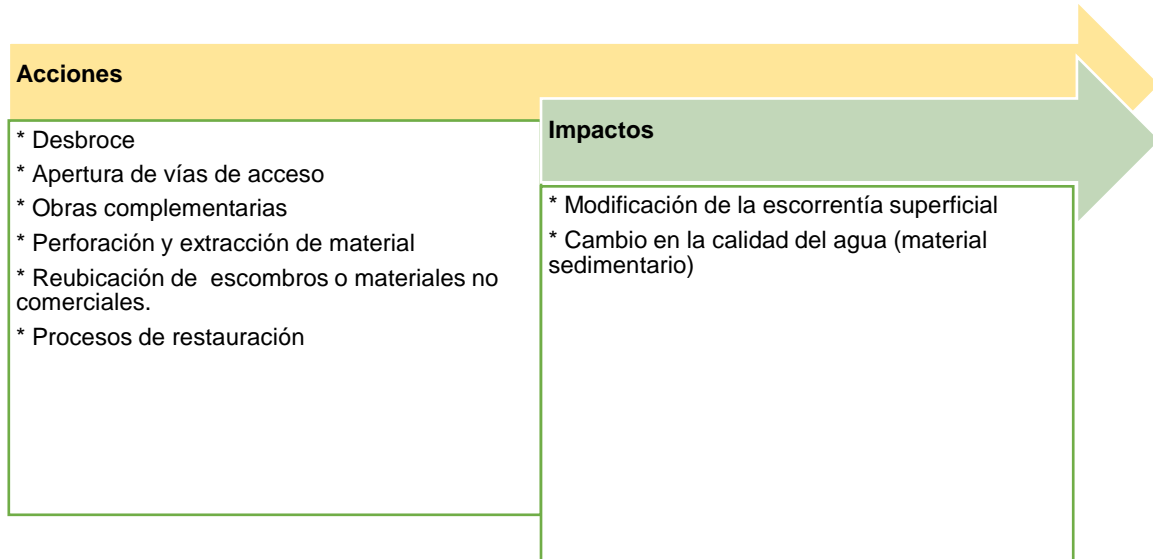 Acciones
* Desbroce
* Apertura de vías de acceso
* Obras complementarias
* Perforación y extracción de material
* Reubicación de escombros o materiales no
comerciales.
* Procesos de restauración
Impactos
* Modificación de la escorrentía superficial
* Cambio en la calidad del agua (material
sedimentario)